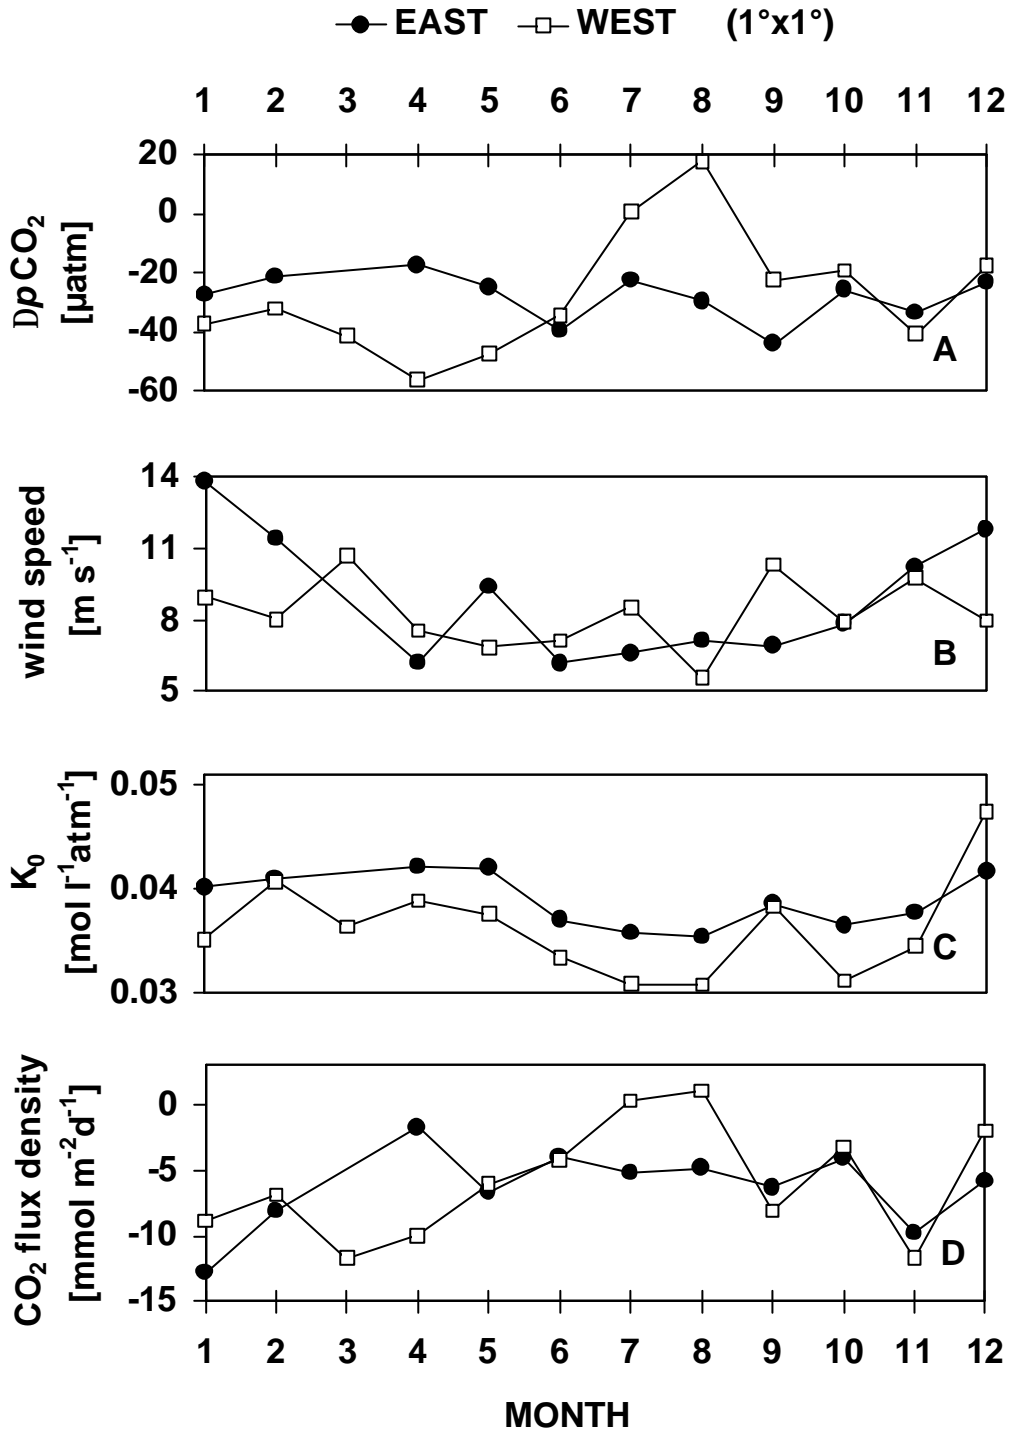 EAST WEST (1°x1°)
1 2 3 4 5 6 7 8 9 10 11 12
DpCO2
[µatm]
20
0
-20
-40
-60
A
wind speed
[m s-1]
14
11
8
5
B
K0
[mol l-1atm-1]
0.05
0.04
0.03
C
CO2 flux density
[mmol m-2d-1]
0
-5
-10
-15
D
1 2 3 4 5 6 7 8 9 10 11 12
MONTH